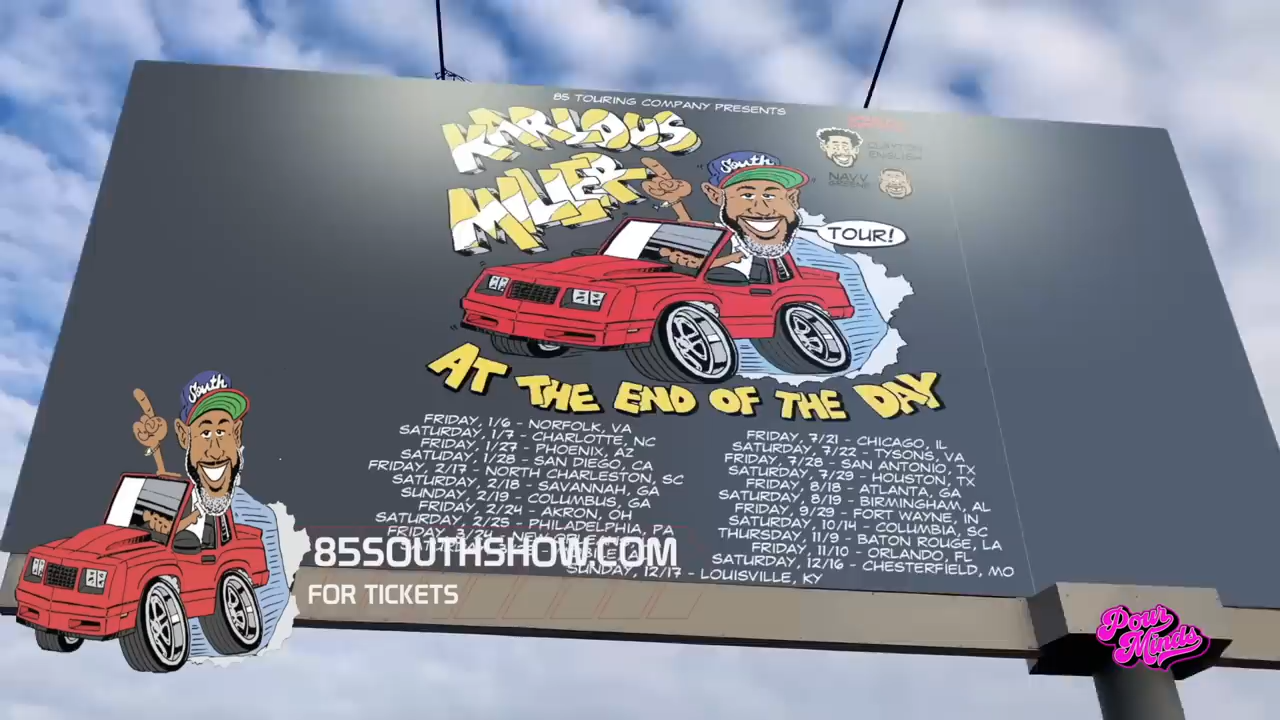 85 TOURING COMPANY PRESENTS
KARLOUS
MILLER
South
CLAYTON
ENGLISH
NAVV
GREENE
TOUR!
AT THE END OF THE DAY
FRIDAY, 1/6 - NORFOLK, VA
SATURDAY, 1/7 - CHARLOTTE, NC
FRIDAY, 1/27 - PHOENIX, AZ
SATUDAY, 1/28 - SAN DIEGO, CA
FRIDAY, 2/17 - NORTH CHARLESTON, SC
SATURDAY, 2/18 - SAVANNAH, GA
SUNDAY, 2/19 - COLUMBUS, GA
FRIDAY, 2/24 - AKRON, OH
SATURDAY, 2/25 - PHILADELPHIA, PA
FRIDAY, 7/21 - CHICAGO, IL
SATURDAY, 7/22 - TYSONS, VA
FRIDAY, 7/28 - SAN ANTONIO, TX
SATURDAY, 7/29 - HOUSTON, TX
FRIDAY, 8/18 - ATLANTA, GA
SATURDAY, 8/19 - BIRMINGHAM, AL
FRIDAY, 9/29 - FORT WAYNE, IN
SATURDAY, 10/14 - COLUMBIA, SC
THURSDAY, 11/9 - BATON ROUGE, LA
FRIDAY, 11/10 - ORLANDO, FL
SATURDAY, 12/16 - CHESTERFIELD, MO
SUNDAY, 12/17 - LOUISVILLE, KY
South
85SOUTHSHOW.COM
FOR TICKETS
Pour
Minds